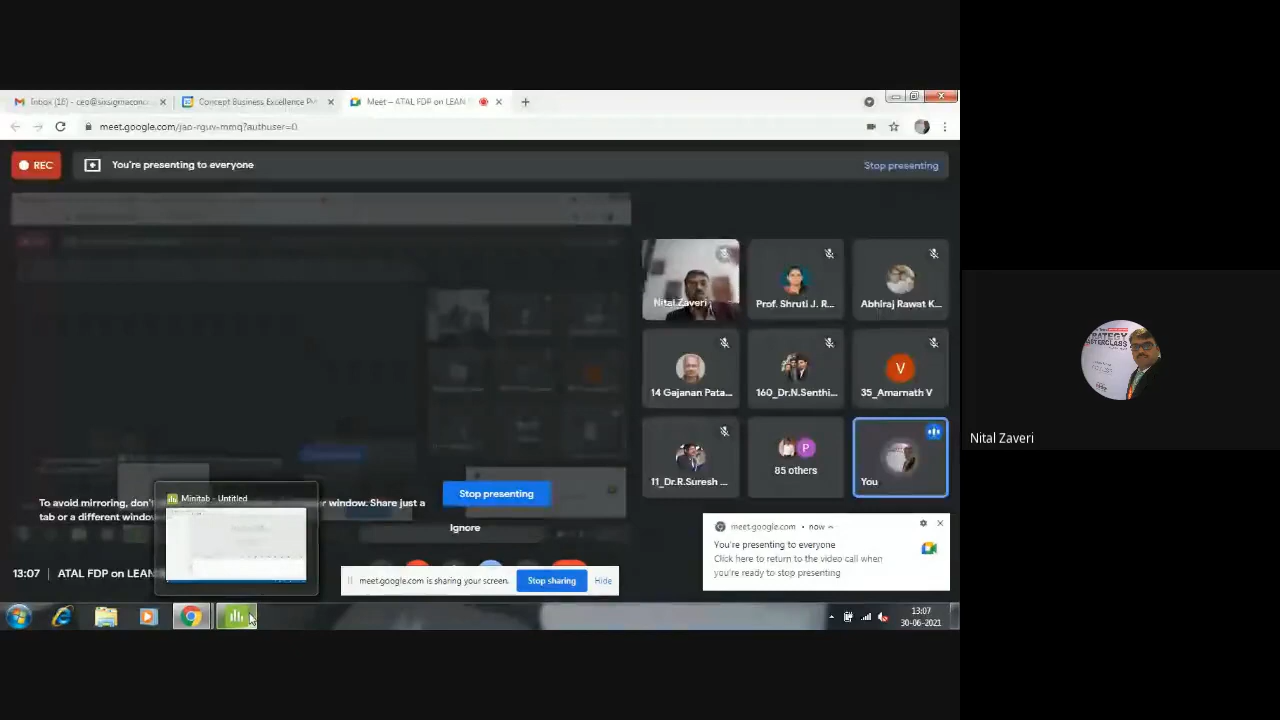 Inbox (18) - ceo@sixsigmaconc
Concept Business Excellence Pv
Meet – ATAL FDP on LEAN
meet.google.com/jao-nguv-mmq?authuser=0
REC
You're presenting to everyone
Stop presenting
Nital Zaveri
Prof. Shruti J. R...
Abhiraj Rawat K...
14 Gajanan Pata...
160_Dr.N.Senthi...
V
35_Amarnath V
11_Dr.R.Suresh ...
P
85 others
You
Nital Zaveri
Minitab - Untitled
To avoid mirroring, don'
r window. Share just a
tab or a different windo
Stop presenting
Ignore
meet.google.com • now
You're presenting to everyone
Click here to return to the video call when
you're ready to stop presenting
13:07
ATAL FDP on LEAN
meet.google.com is sharing your screen.
Stop sharing
Hide
13:07
30-06-2021